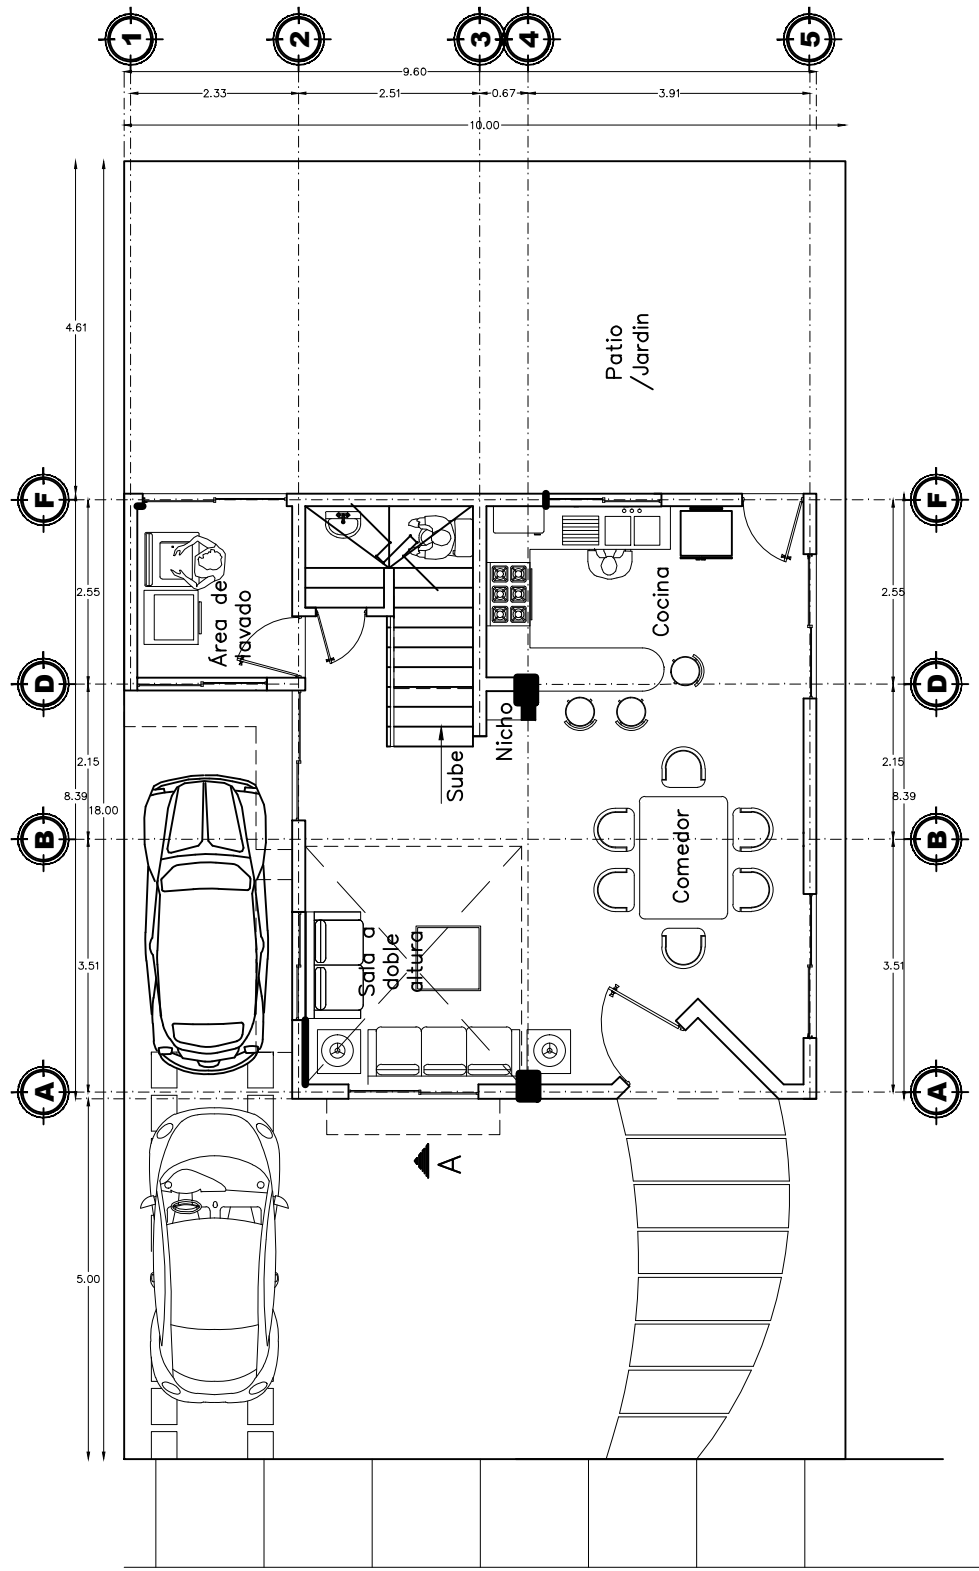 1
2
3
4
5
9.60
2.33
2.51
0.67
3.91
10.00
4.61
Patio
/Jardin
F
F
2.55
2.55
Área de
lavado
Cocina
D
D
Nicho
Sube
2.15
2.15
8.39
18.00
8.39
B
B
Comedor
Sala a
doble
altura
3.51
3.51
A
A
A
5.00